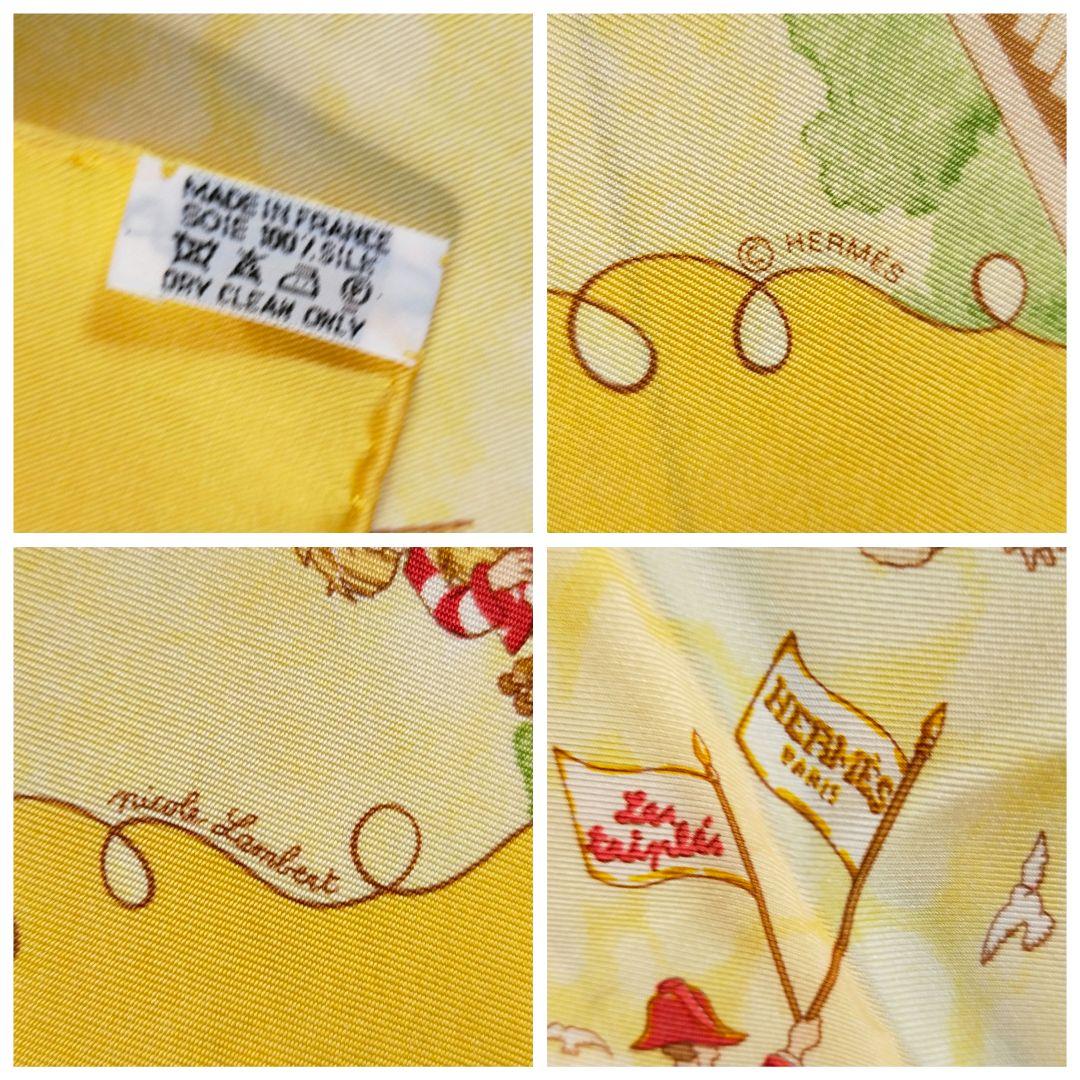 MADE IN FRANCE
SOIE 100% SILK
DRY CLEAN ONLY
© HERMÈS
nicole Lambert
HERMÈS
PARIS
Les
triplés